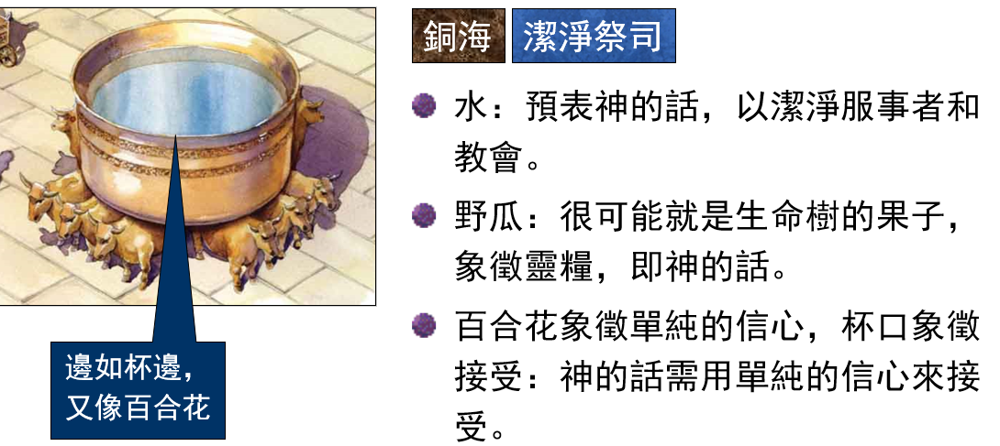 銅海 潔淨祭司
水：預表神的話，以潔淨服事者和
教會。
野瓜：很可能就是生命樹的果子，
象徵靈糧，即神的話。
百合花象徵單純的信心，杯口象徵
接受：神的話需用單純的信心來接
受。
邊如杯邊，
又像百合花